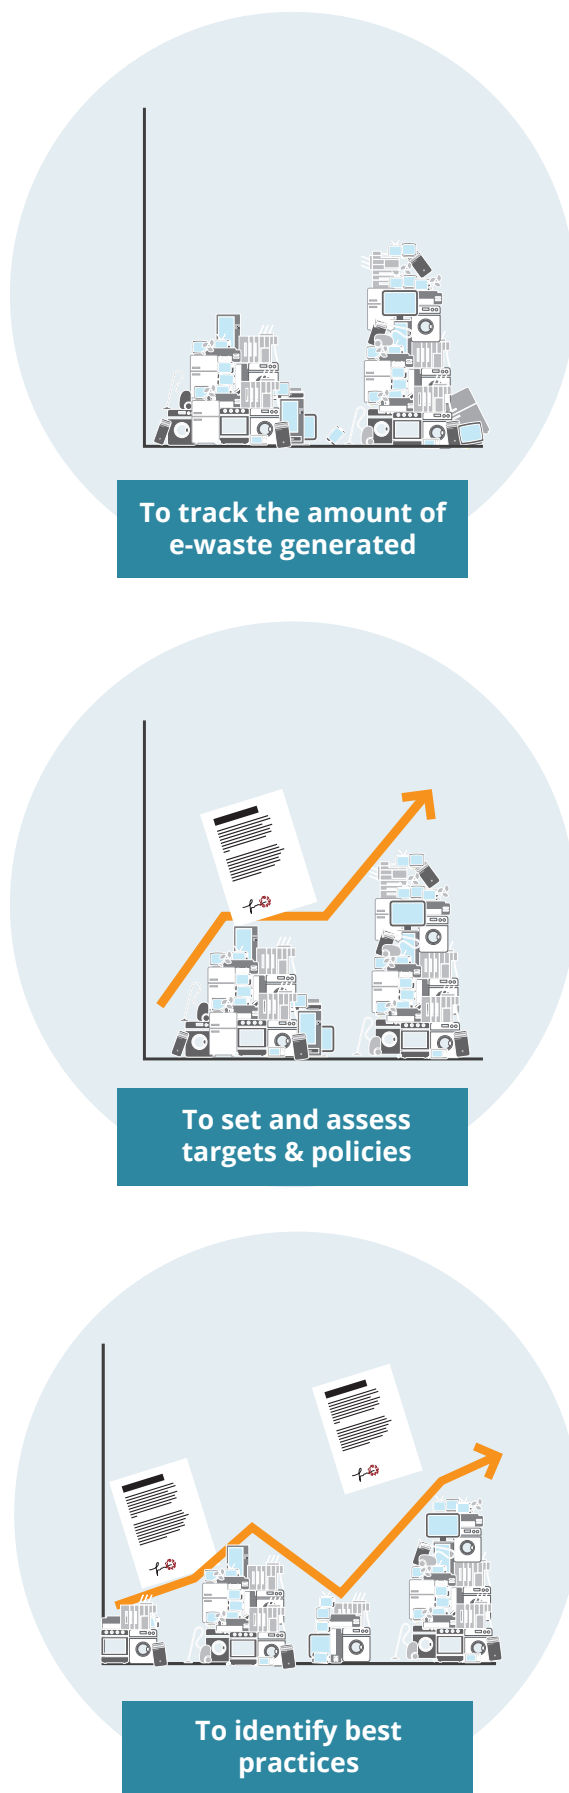 To track the amount of
e-waste generated
To set and assess
targets & policies
To identify best
practices